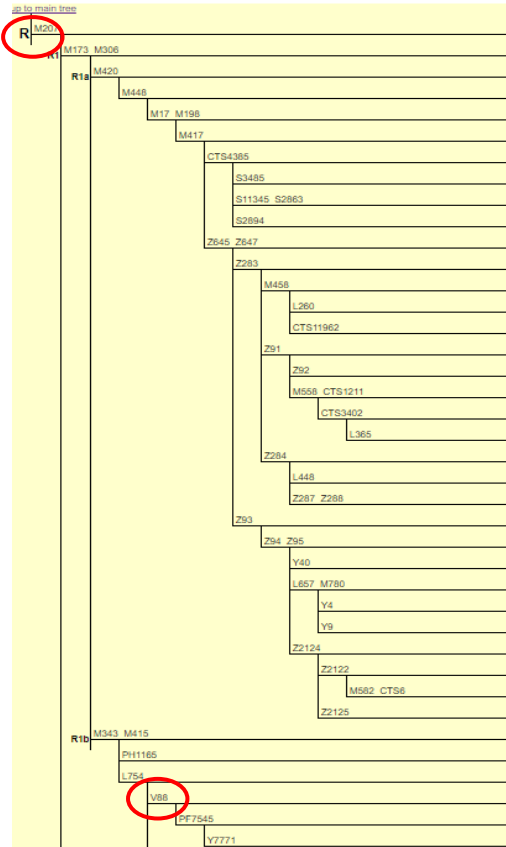 up to main tree
R M207
R1 M173 M306
R1a M420
M448
M17 M198
M417
CTS4385
S3485
S11345 S2863
S2894
Z645 Z647
Z283
M458
L260
CTS11962
Z91
Z92
M558 CTS1211
CTS3402
L365
Z284
L448
Z287 Z288
Z93
Z94 Z95
Y40
L657 M780
Y4
Y9
Z2124
Z2122
M582 CTS6
Z2125
R1b M343 M415
PH1165
L754
V88
PF7545
Y7771